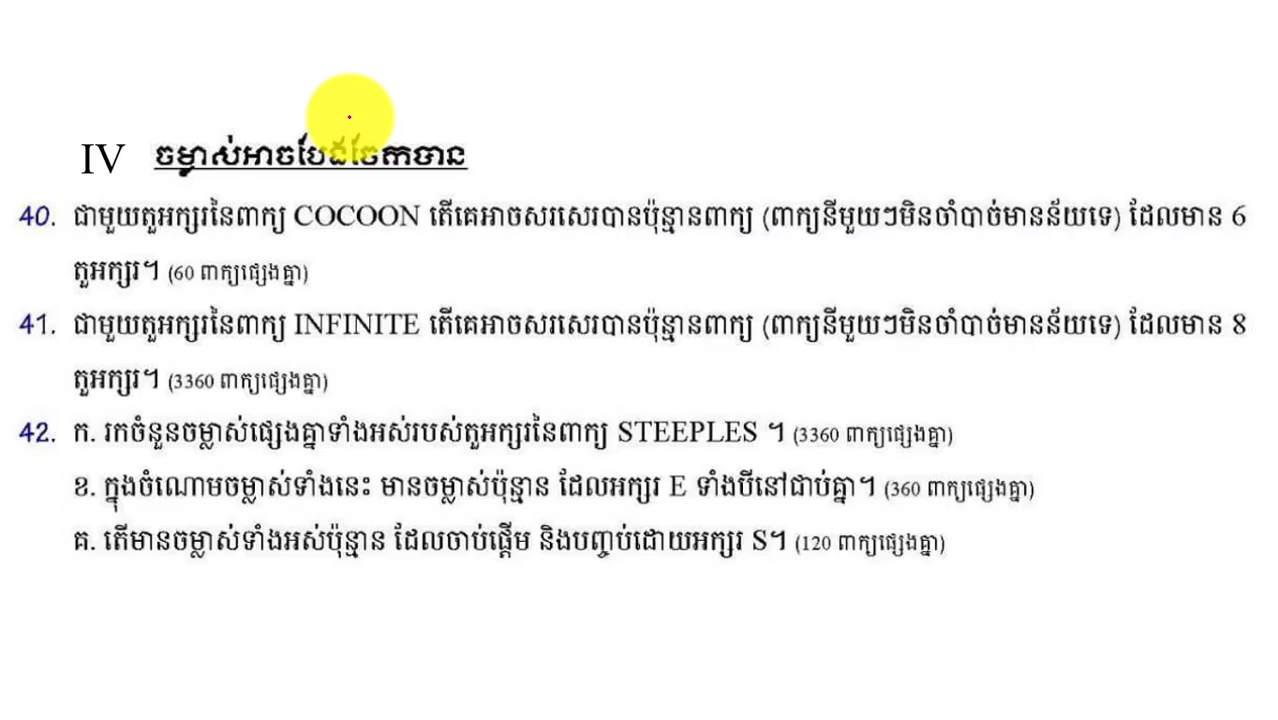 IV ចម្លាស់អាចបែងចែកបាន
40. ជាមួយតួអក្សរនៃពាក្យ COCOON តើគេអាចសរសេរបានប៉ុន្មានពាក្យ (ពាក្យនីមួយៗមិនចាំបាច់មានន័យទេ) ដែលមាន 6
តួអក្សរ។ (60 ពាក្យផ្សេងគ្នា)
41. ជាមួយតួអក្សរនៃពាក្យ INFINITE តើគេអាចសរសេរបានប៉ុន្មានពាក្យ (ពាក្យនីមួយៗមិនចាំបាច់មានន័យទេ) ដែលមាន 8
តួអក្សរ។ (3360 ពាក្យផ្សេងគ្នា)
42. ក. រកចំនួនចម្លាស់ផ្សេងគ្នាទាំងអស់របស់តួអក្សរនៃពាក្យ STEEPLES ។ (3360 ពាក្យផ្សេងគ្នា)
ខ. ក្នុងចំណោមចម្លាស់ទាំងនេះ មានចម្លាស់ប៉ុន្មាន ដែលអក្សរ E ទាំងបីនៅជាប់គ្នា។ (360 ពាក្យផ្សេងគ្នា)
គ. តើមានចម្លាស់ទាំងអស់ប៉ុន្មាន ដែលចាប់ផ្តើម និងបញ្ចប់ដោយអក្សរ S។ (120 ពាក្យផ្សេងគ្នា)